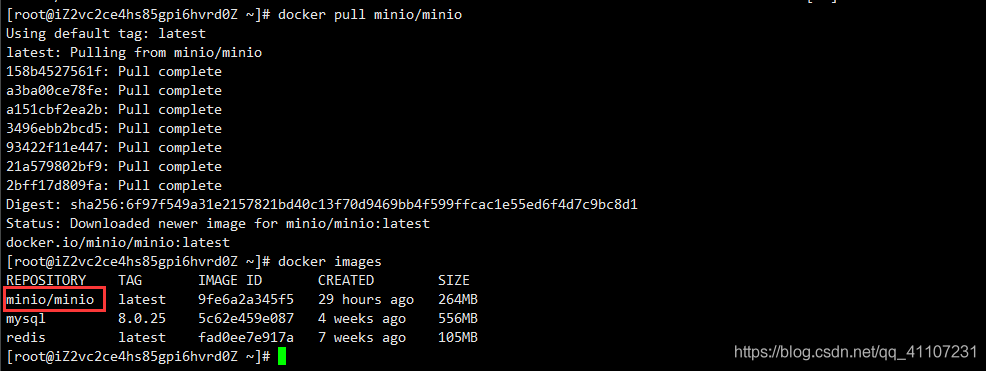 [root@iZ2vc2ce4hs85gpi6hvrd0Z ~]# docker pull minio/minio
Using default tag: latest
latest: Pulling from minio/minio
158b4527561f: Pull complete
a3ba00ce78fe: Pull complete
a151cbf2ea2b: Pull complete
3496ebb2bcd5: Pull complete
93422f11e447: Pull complete
21a579802bf9: Pull complete
2bff17d809fa: Pull complete
Digest: sha256:6f97f549a31e2157821bd40c13f70d9469bb4f599ffcac1e55ed6f4d7c9bc8d1
Status: Downloaded newer image for minio/minio:latest
docker.io/minio/minio:latest
[root@iZ2vc2ce4hs85gpi6hvrd0Z ~]# docker images
REPOSITORY TAG IMAGE ID CREATED SIZE
minio/minio latest 9fe6a2a345f5 29 hours ago 264MB
mysql 8.0.25 5c62e459e087 4 weeks ago 556MB
redis latest fad0ee7e917a 7 weeks ago 105MB
[root@iZ2vc2ce4hs85gpi6hvrd0Z ~]#
https://blog.csdn.net/qq_41107231